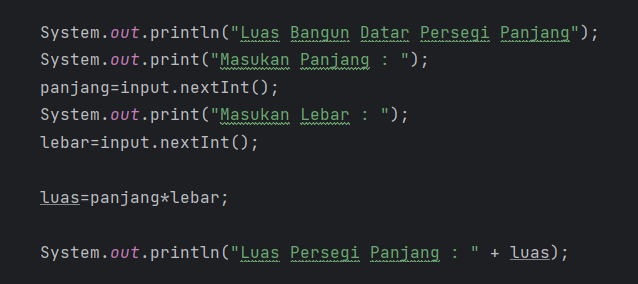 System.out.println("Luas Bangun Datar Persegi Panjang");
System.out.print("Masukan Panjang : ");
panjang=input.nextInt();
System.out.print("Masukan Lebar : ");
lebar=input.nextInt();
luas=panjang*lebar;
System.out.println("Luas Persegi Panjang : " + luas);